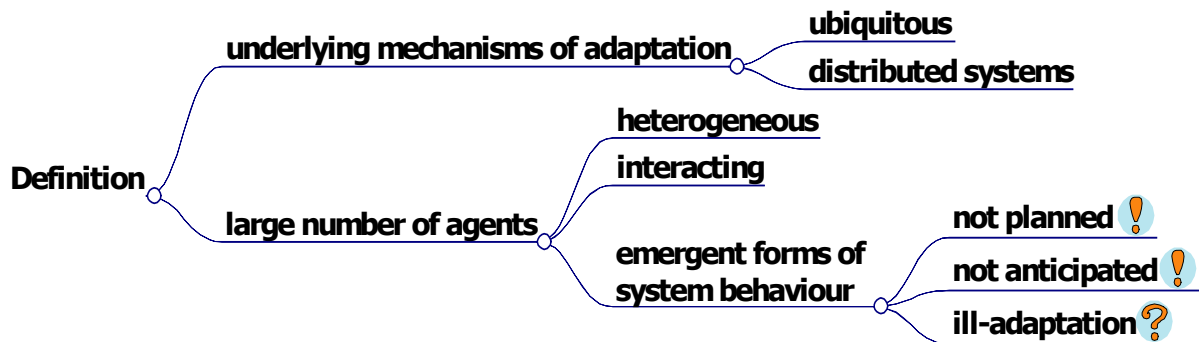 ubiquitous
underlying mechanisms of adaptation
distributed systems
heterogeneous
interacting
Definition
large number of agents
not planned
emergent forms of
system behaviour
not anticipated
ill-adaptation